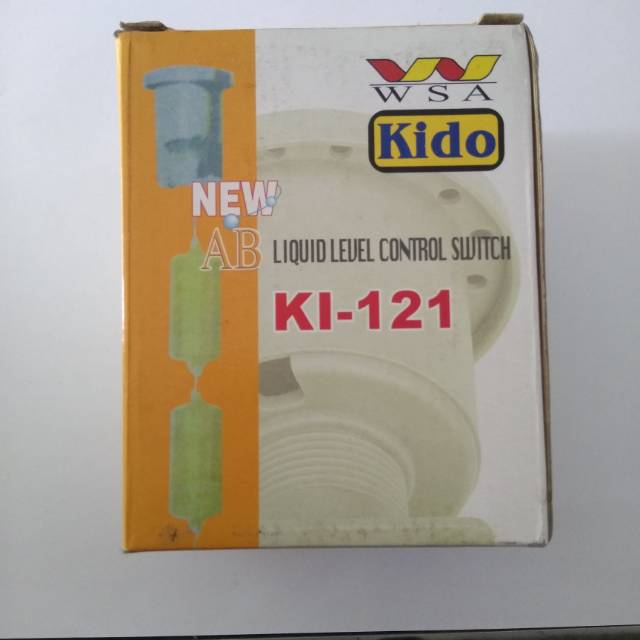 WSA
Kido
NEW
AB LIQUID LEVEL CONTROL SWITCH
KI-121